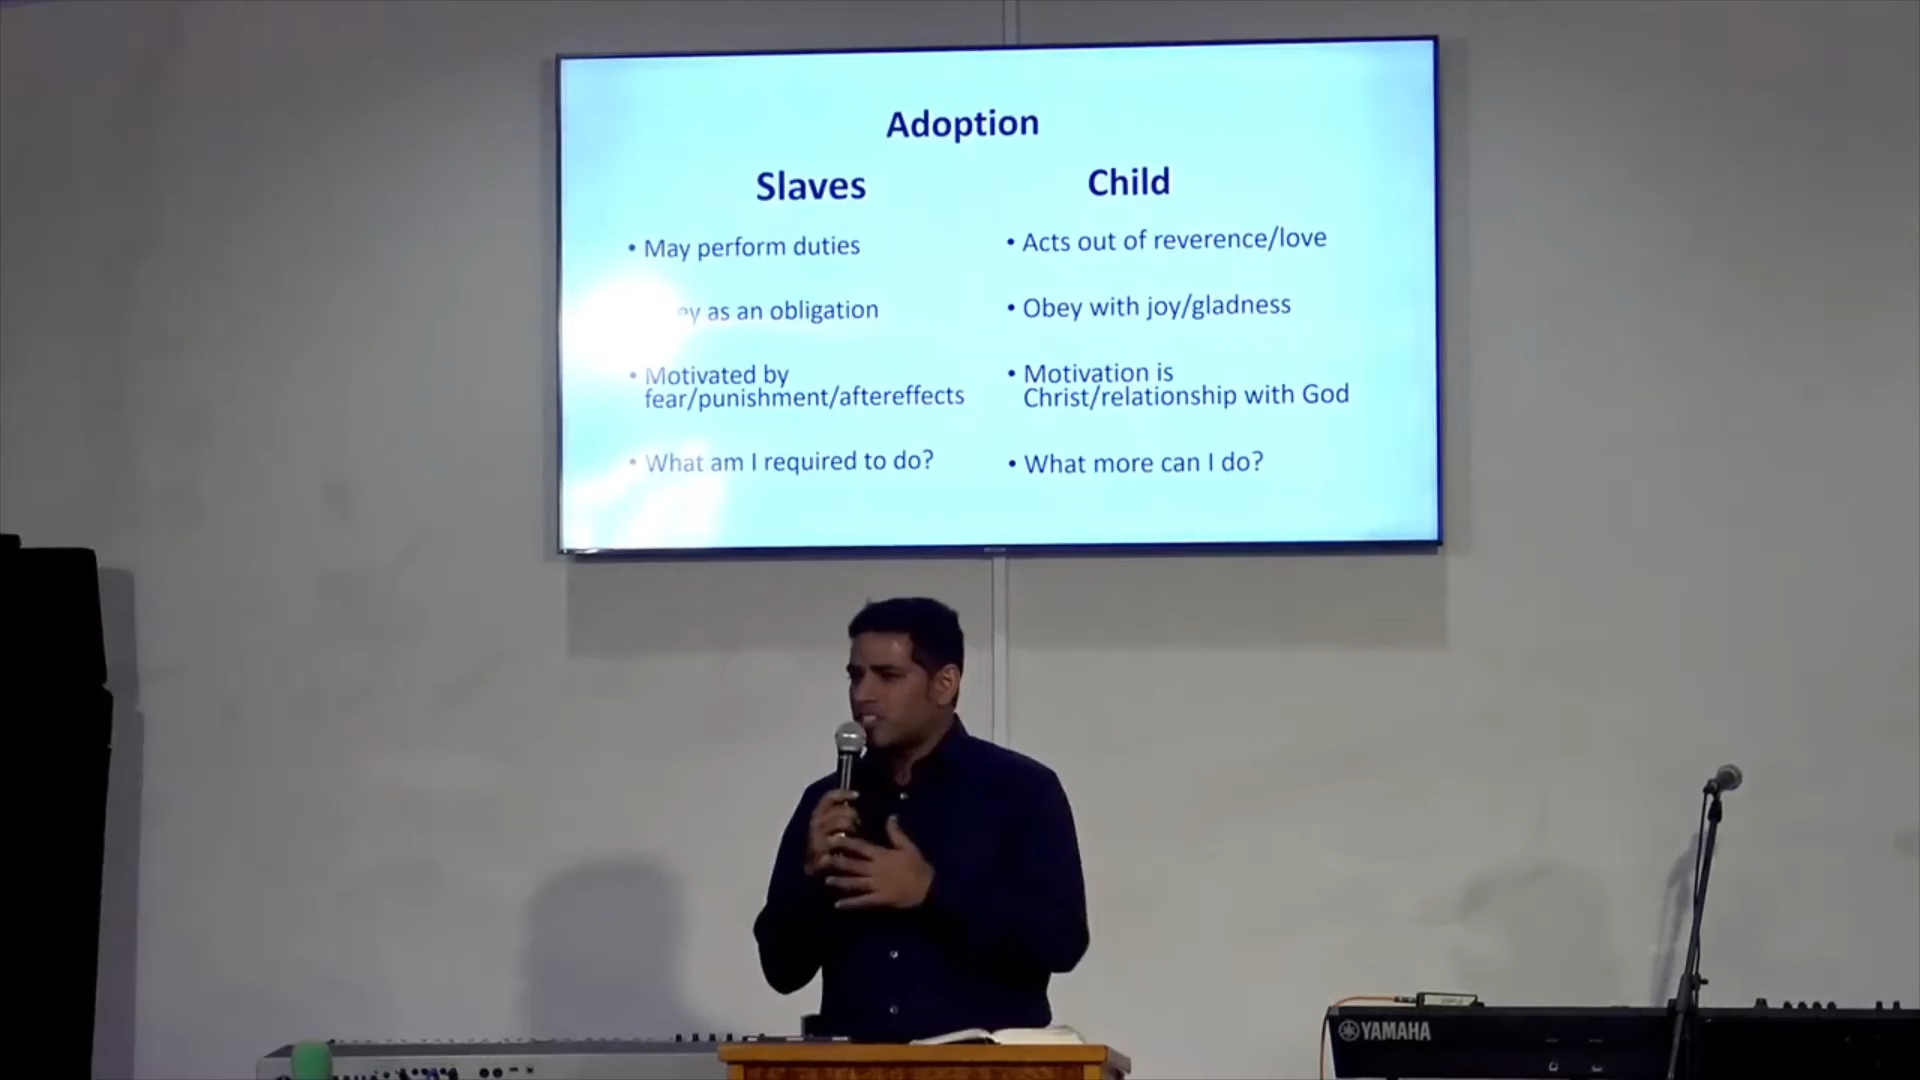 Adoption
Slaves
• May perform duties
as an obligation
• Motivated by
fear/punishment/aftereffects
• What am I required to do?
Child
• Acts out of reverence/love
• Obey with joy/gladness
• Motivation is
Christ/relationship with God
• What more can I do?
YAMAHA